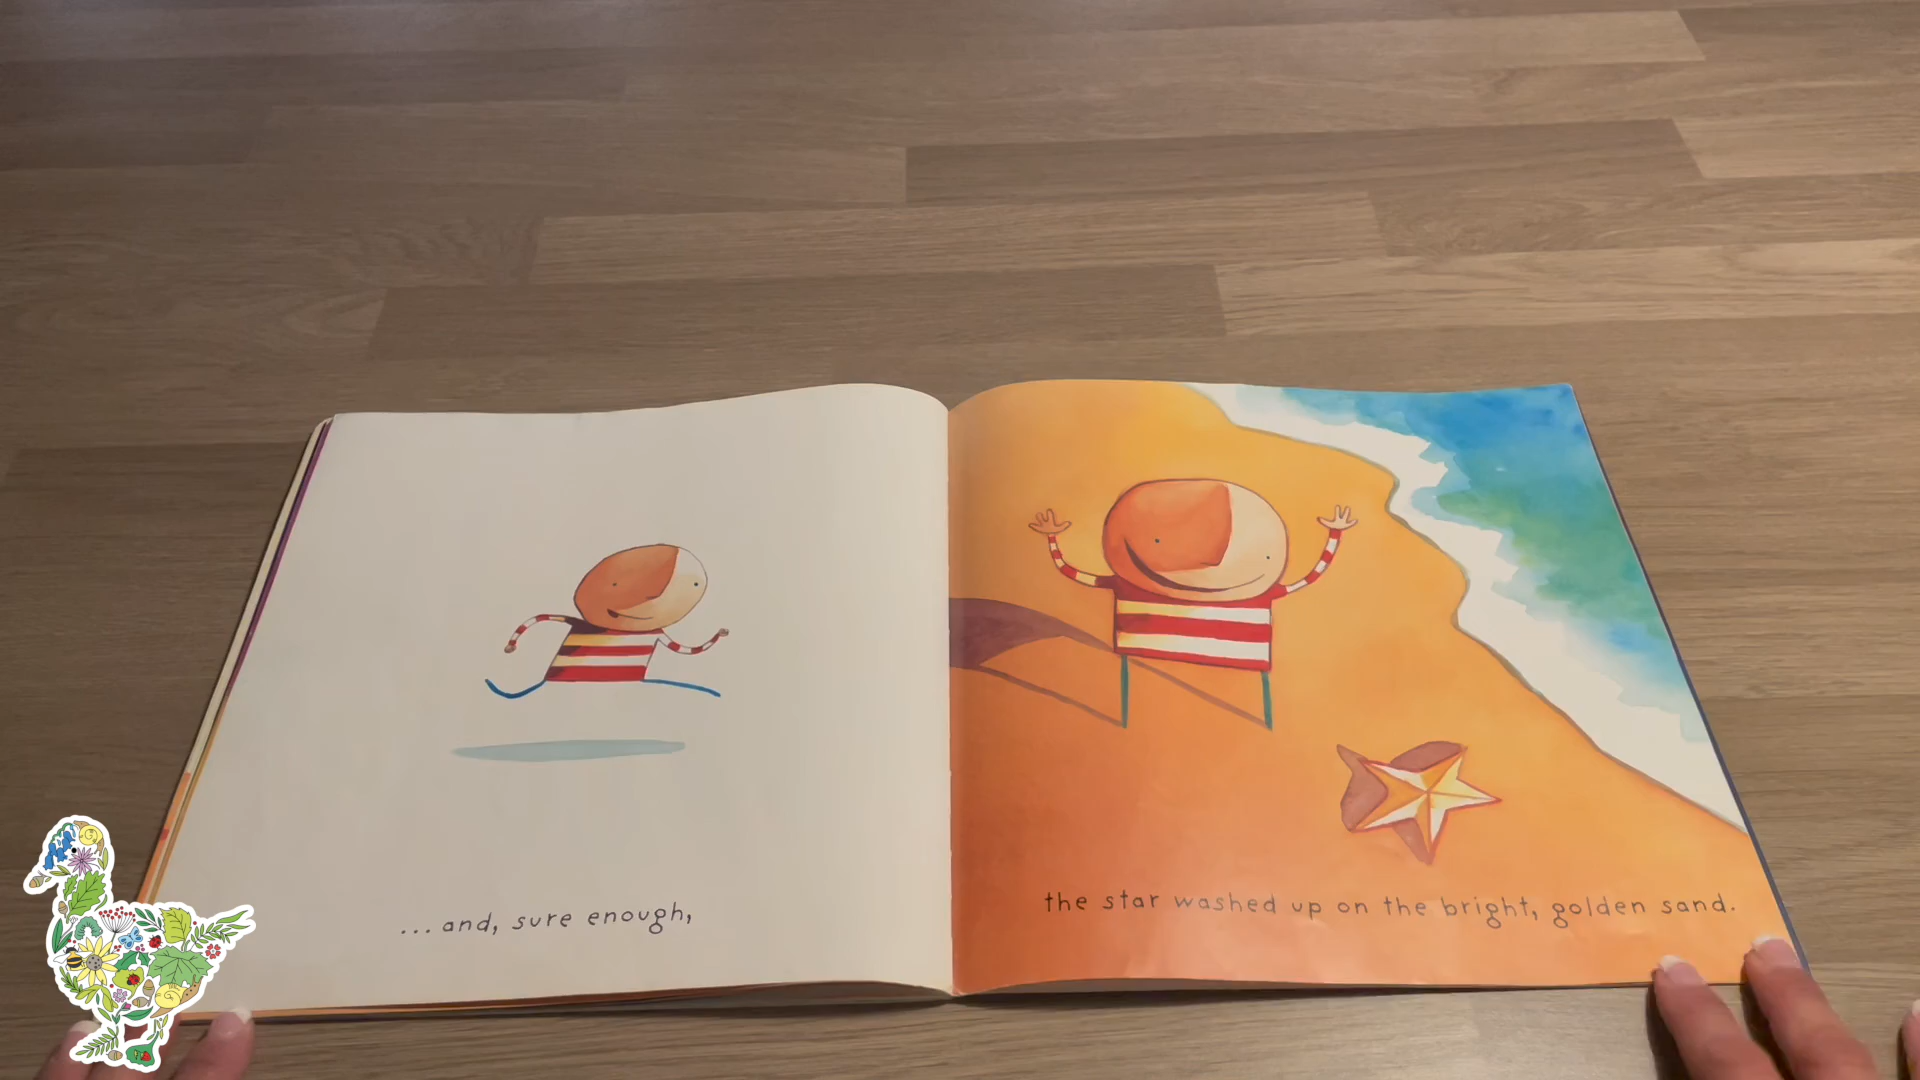 ... and, sure enough,
the star washed up on the bright, golden sand.